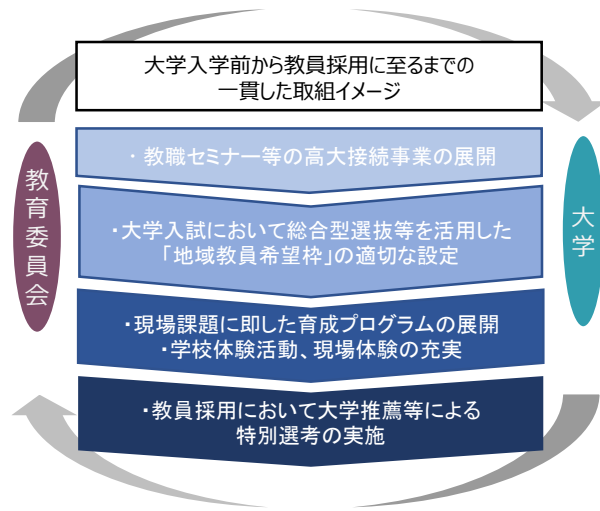 大学入学前から教員採用に至るまでの
一貫した取組イメージ
教育委員会
・教職セミナー等の高大接続事業の展開
・大学入試において総合型選抜等を活用した
「地域教員希望枠」の適切な設定
・現場課題に即した育成プログラムの展開
・学校体験活動、現場体験の充実
・教員採用において大学推薦等による
特別選考の実施
大学